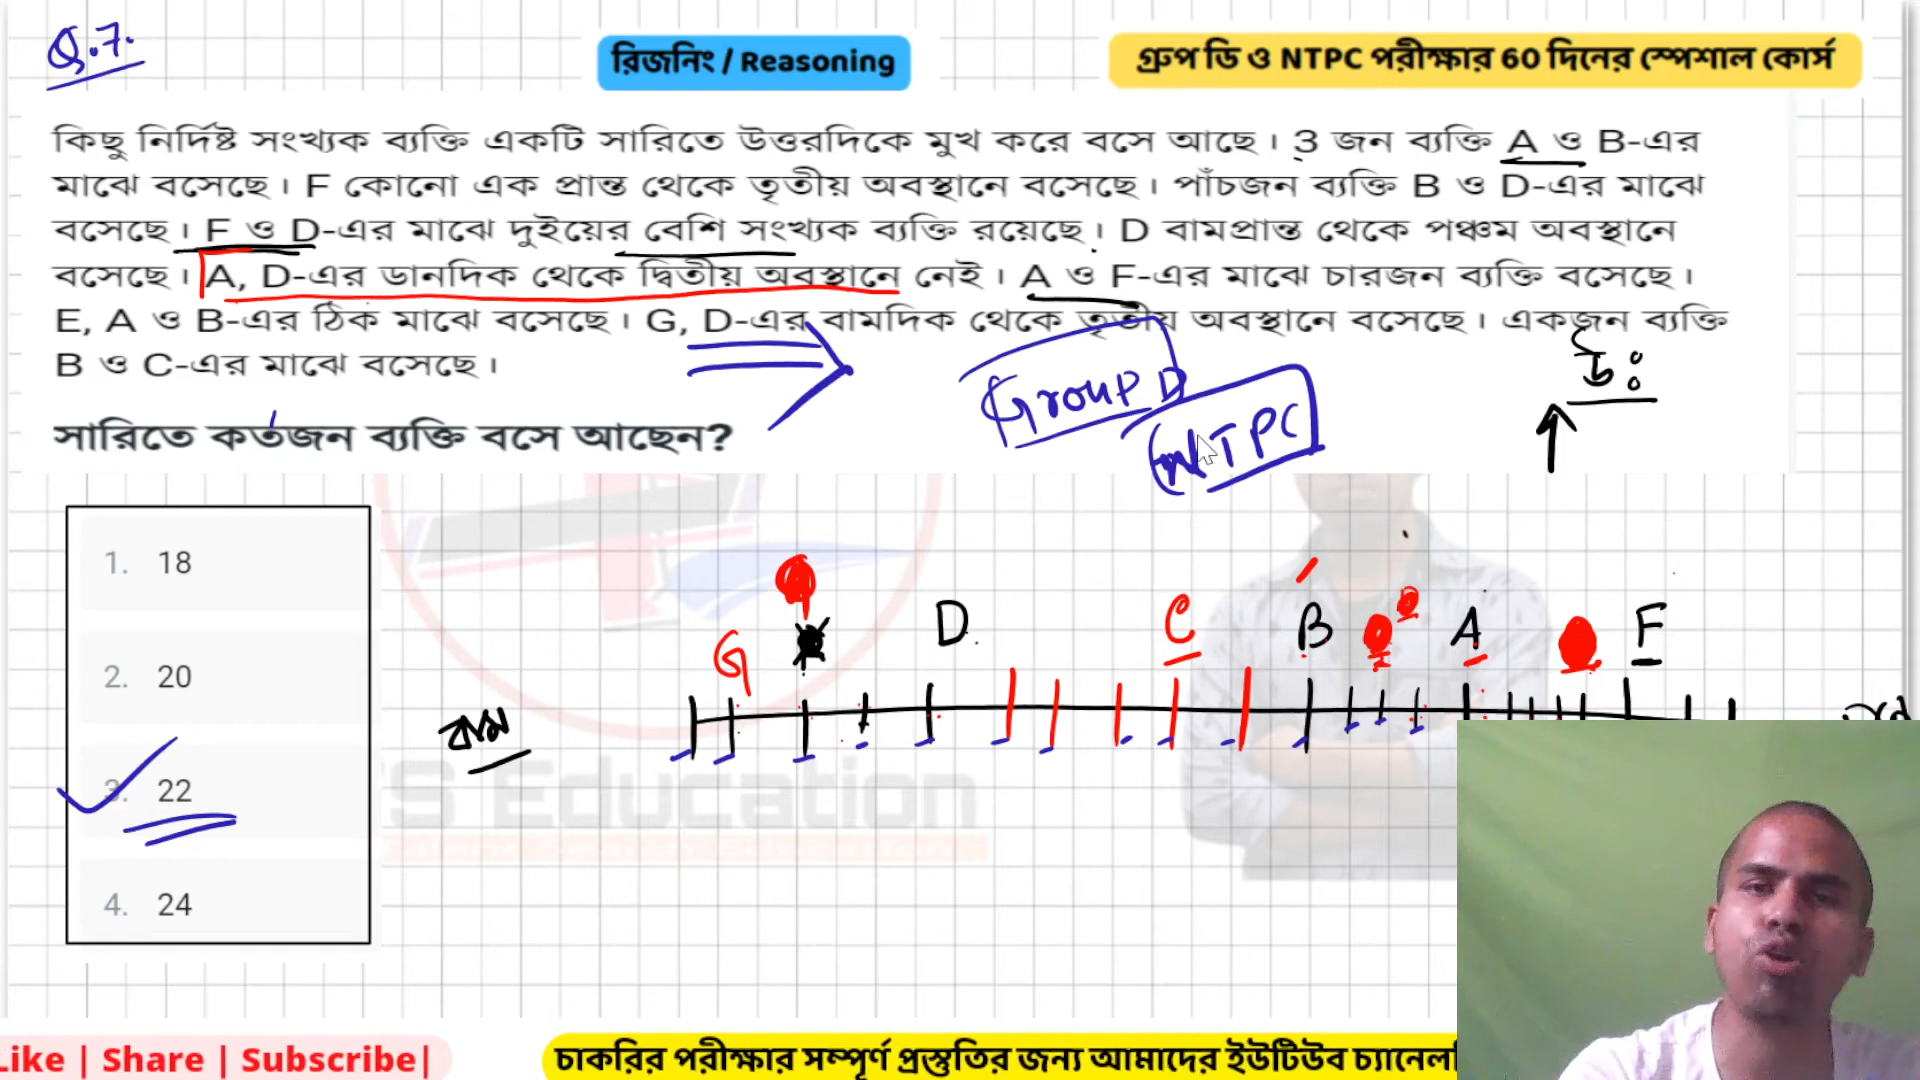 Q.7.
রিজনিং / Reasoning
গ্রুপ ডি ও NTPC পরীক্ষার 60 দিনের স্পেশাল কোর্স
কিছু নির্দিষ্ট সংখ্যক ব্যক্তি একটি সারিতে উত্তরদিকে মুখ করে বসে আছে। 3 জন ব্যক্তি A ও B-এর
মাঝে বসেছে। F কোনো এক প্রান্ত থেকে তৃতীয় অবস্থানে বসেছে। পাঁচজন ব্যক্তি B ও D-এর মাঝে
বসেছে। F ও D-এর মাঝে দুইয়ের বেশি সংখ্যক ব্যক্তি রয়েছে। D বামপ্রান্ত থেকে পঞ্চম অবস্থানে
বসেছে। A, D-এর ডানদিক থেকে দ্বিতীয় অবস্থানে নেই। A ও F-এর মাঝে চারজন ব্যক্তি বসেছে।
E, A ও B-এর ঠিক মাঝে বসেছে। G, D-এর বামদিক থেকে তৃতীয় অবস্থানে বসেছে। একজন ব্যক্তি
B ও C-এর মাঝে বসেছে।
উঃ
Group D
NTPC
সারিতে কতজন ব্যক্তি বসে আছেন?
1. 18
2. 20
3. 22
4. 24
G D C B A F
বাম
S Education
Talent Search Education
Like | Share | Subscribe|
চাকরির পরীক্ষার সম্পূর্ণ প্রস্তুতির জন্য আমাদের ইউটিউব